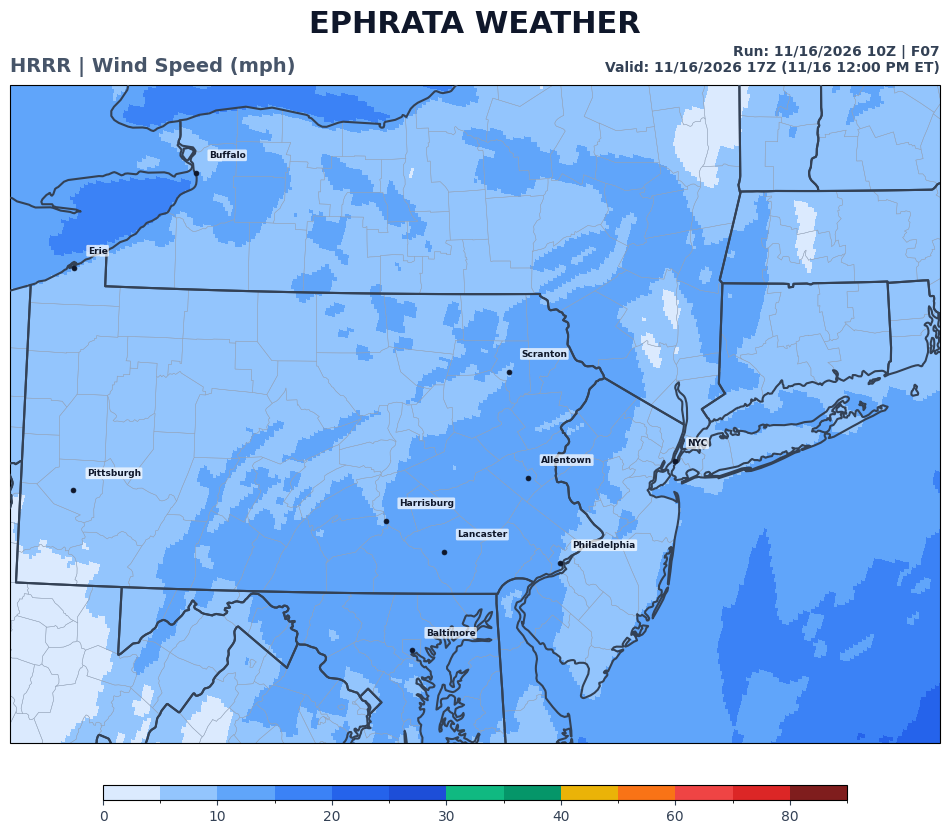 EPHRATA WEATHER
HRRR | Wind Speed (mph)
Run: 11/16/2026 10Z | F07
Valid: 11/16/2026 17Z (11/16 12:00 PM ET)
Buffalo
Erie
Scranton
NYC
Allentown
Pittsburgh
Harrisburg
Lancaster
Philadelphia
Baltimore
0 10 20 30 40 50 60 70 80